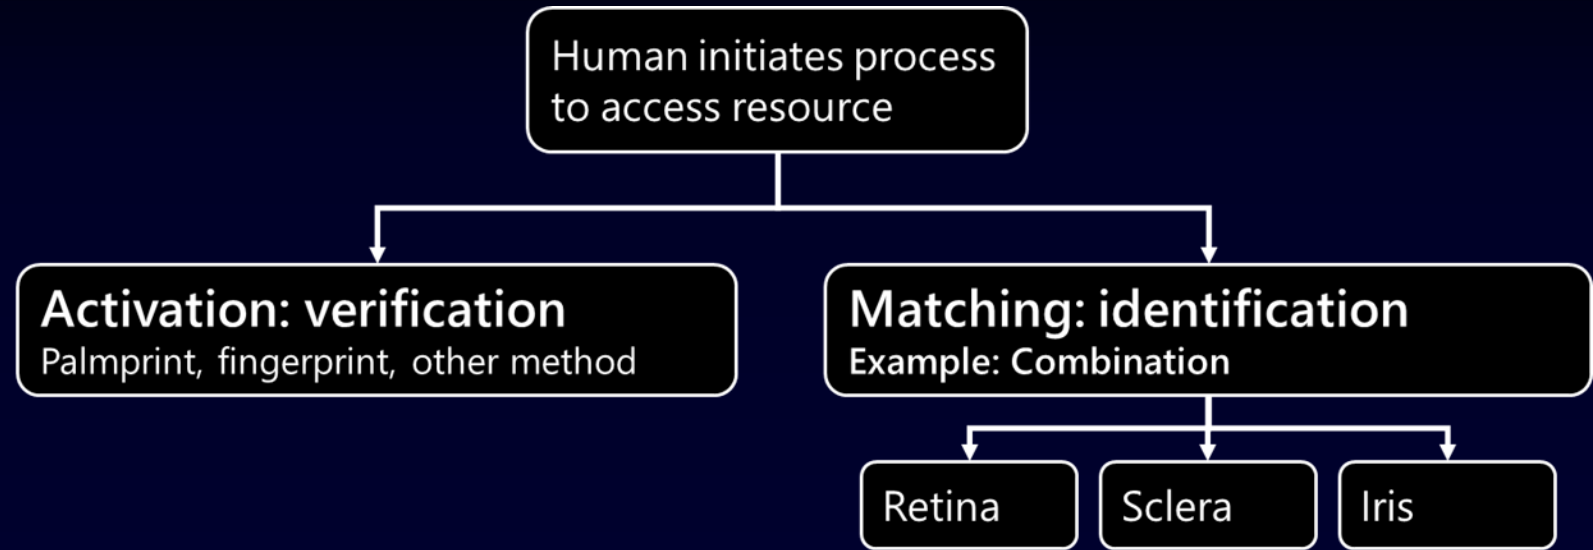 Human initiates process
to access resource
Activation: verification
Palmprint, fingerprint, other method
Matching: identification
Example: Combination
Retina
Sclera
Iris